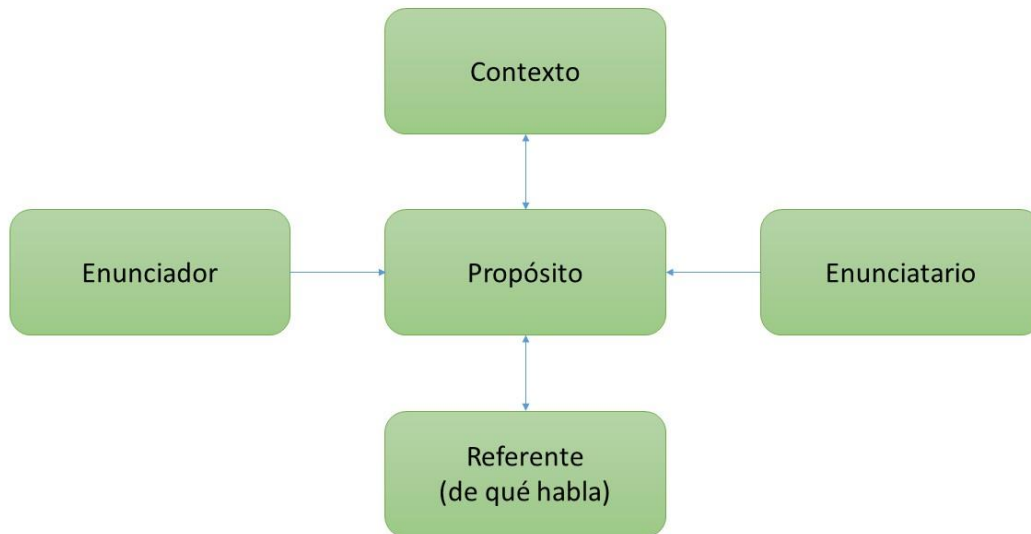 Contexto
Enunciador
Propósito
Enunciatario
Referente
(de qué habla)